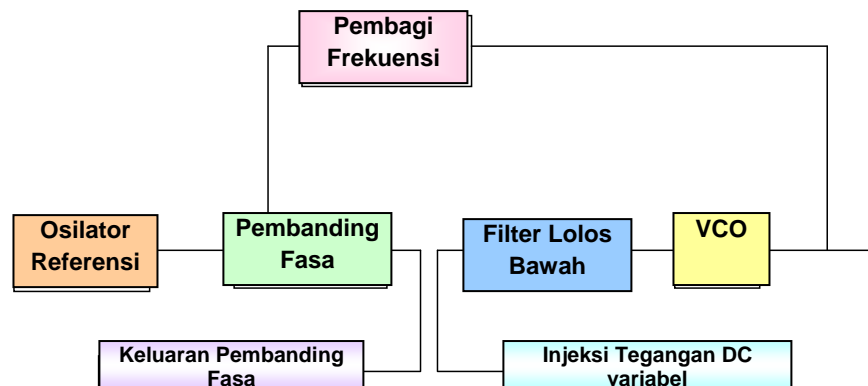 Pembagi
Frekuensi
Osilator
Referensi
Pembanding
Fasa
Filter Lolos
Bawah
VCO
Keluaran Pembanding
Fasa
Injeksi Tegangan DC
variabel